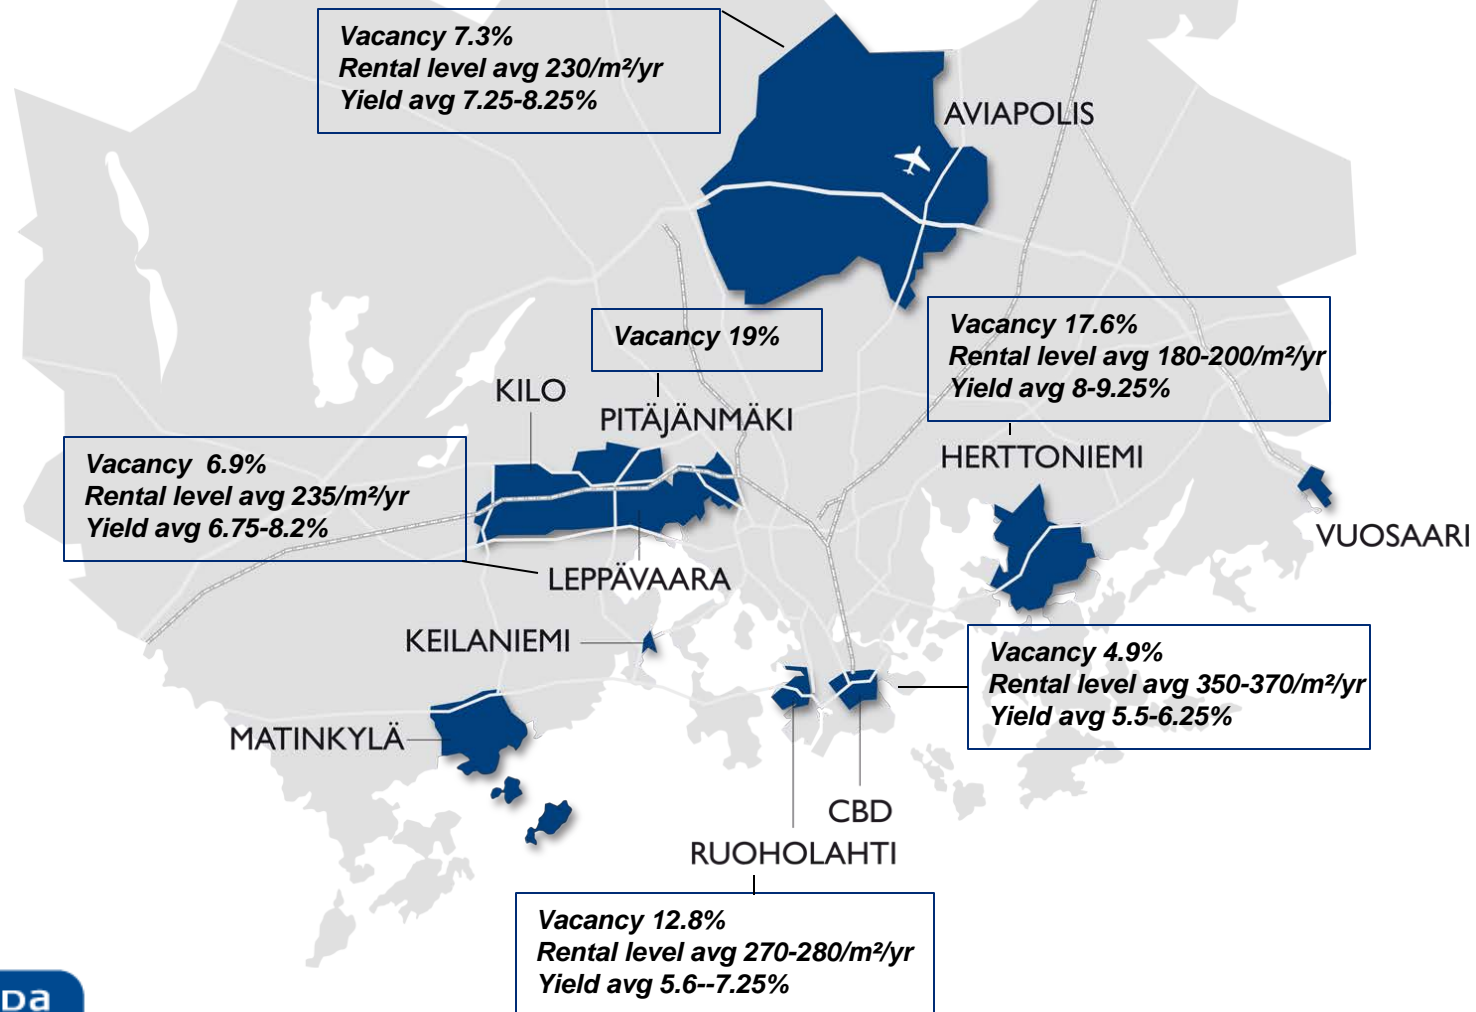 Vacancy 7.3%
Rental level avg 230/m²/yr
Yield avg 7.25-8.25%
AVIAPOLIS
Vacancy 19%
Vacancy 17.6%
Rental level avg 180-200/m²/yr
Yield avg 8-9.25%
KILO
PITÄJÄNMÄKI
HERTTONIEMI
Vacancy  6.9%
Rental level avg 235/m²/yr
Yield avg 6.75-8.2%
VUOSAARI
LEPPÄVAARA
KEILANIEMI
Vacancy 4.9%
Rental level avg 350-370/m²/yr
Yield avg 5.5-6.25%
MATINKYLÄ
CBD
RUOHOLAHTI
Vacancy 12.8%
Rental level avg 270-280/m²/yr
Yield avg 5.6--7.25%